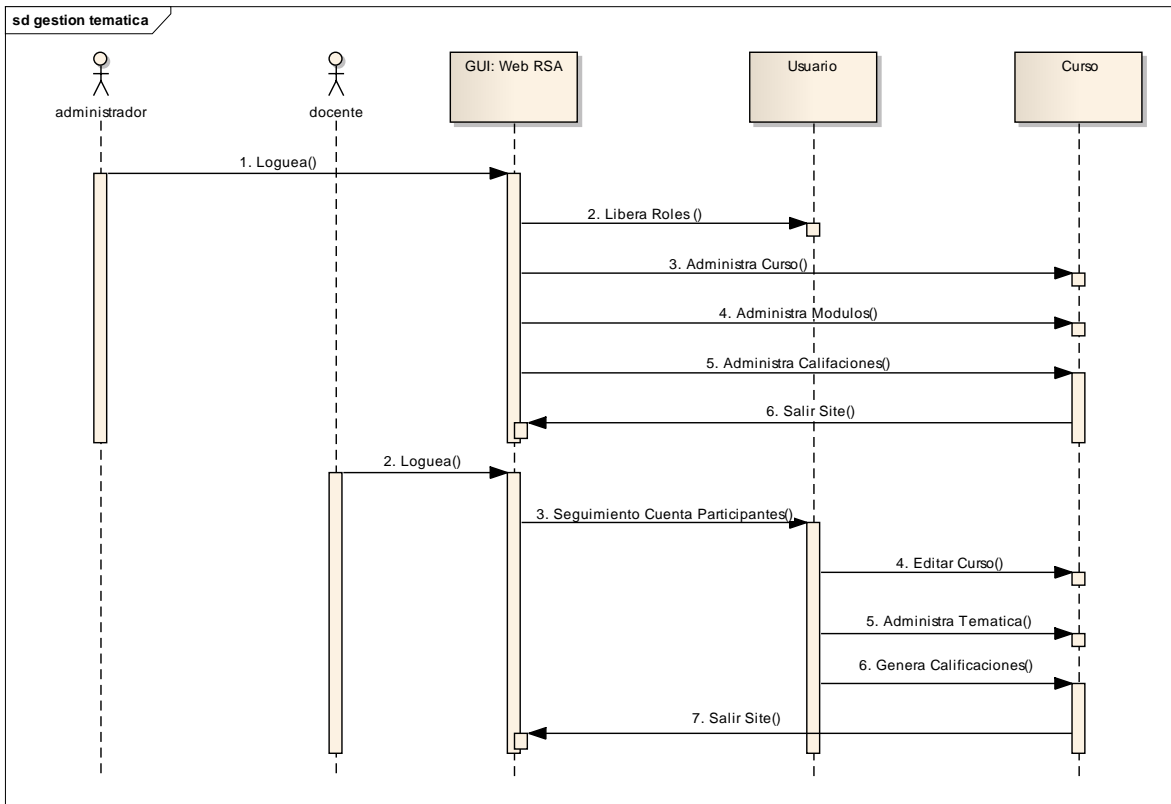 sd gestion tematica
administrador
docente
GUI: Web RSA
Usuario
Curso
1. Loguea()
2. Libera Roles ()
3. Administra Curso()
4. Administra Modulos()
5. Administra Califaciones()
6. Salir Site()
2. Loguea()
3. Seguimiento Cuenta Participantes()
4. Editar Curso()
5. Administra Tematica()
6. Genera Calificaciones()
7. Salir Site()